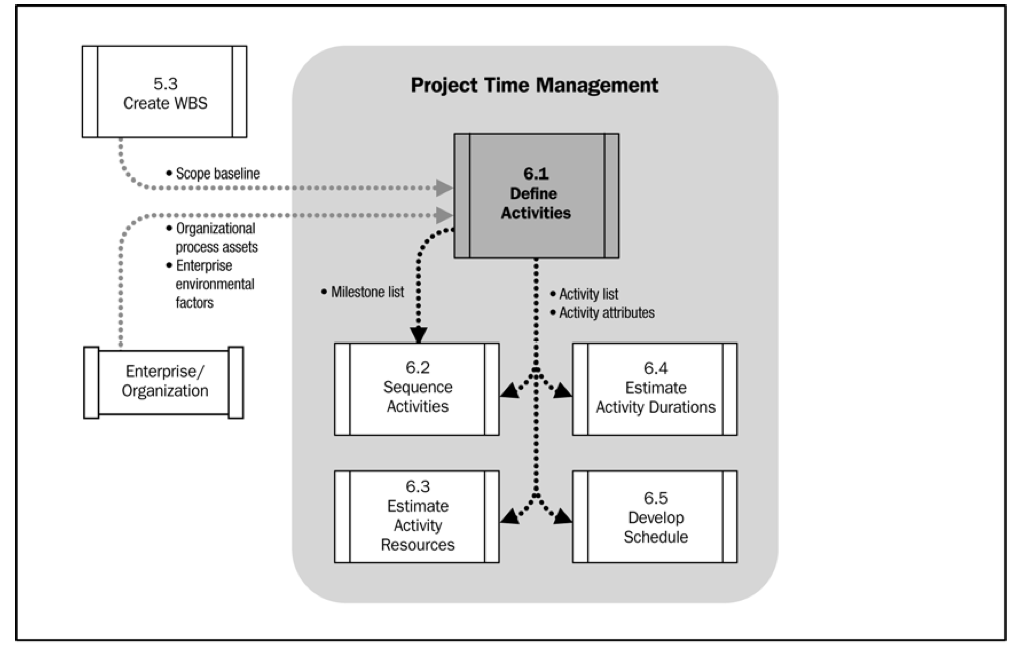 5.3
Create WBS
Project Time Management
• Scope baseline
6.1
Define
Activities
• Organizational
process assets
• Enterprise
environmental
factors
• Milestone list
• Activity list
• Activity attributes
Enterprise/
Organization
6.2
Sequence
Activities
6.4
Estimate
Activity Durations
6.3
Estimate
Activity
Resources
6.5
Develop
Schedule